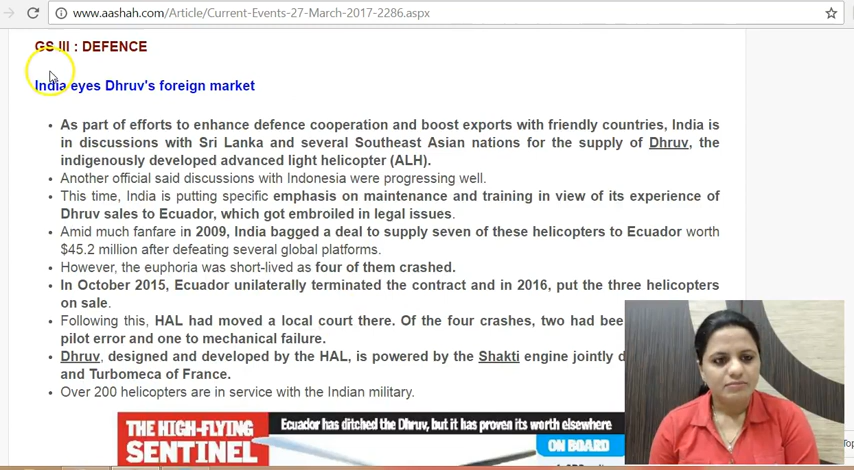 www.aashah.com/Article/Current-Events-27-March-2017-2286.aspx
GS III : DEFENCE
India eyes Dhruv's foreign market
As part of efforts to enhance defence cooperation and boost exports with friendly countries, India is
in discussions with Sri Lanka and several Southeast Asian nations for the supply of Dhruv, the
indigenously developed advanced light helicopter (ALH).
Another official said discussions with Indonesia were progressing well.
This time, India is putting specific emphasis on maintenance and training in view of its experience of
Dhruv sales to Ecuador, which got embroiled in legal issues.
Amid much fanfare in 2009, India bagged a deal to supply seven of these helicopters to Ecuador worth
$45.2 million after defeating several global platforms.
However, the euphoria was short-lived as four of them crashed.
In October 2015, Ecuador unilaterally terminated the contract and in 2016, put the three helicopters
on sale.
Following this, HAL had moved a local court there. Of the four crashes, two had
pilot error and one to mechanical failure.
Dhruv, designed and developed by the HAL, is powered by the Shakti engine jointly
and Turbomeca of France.
Over 200 helicopters are in service with the Indian military.
THE HIGH-FLYING
SENTINEL
Ecuador has ditched the Dhruv, but it has proven its worth elsewhere
ON BOARD